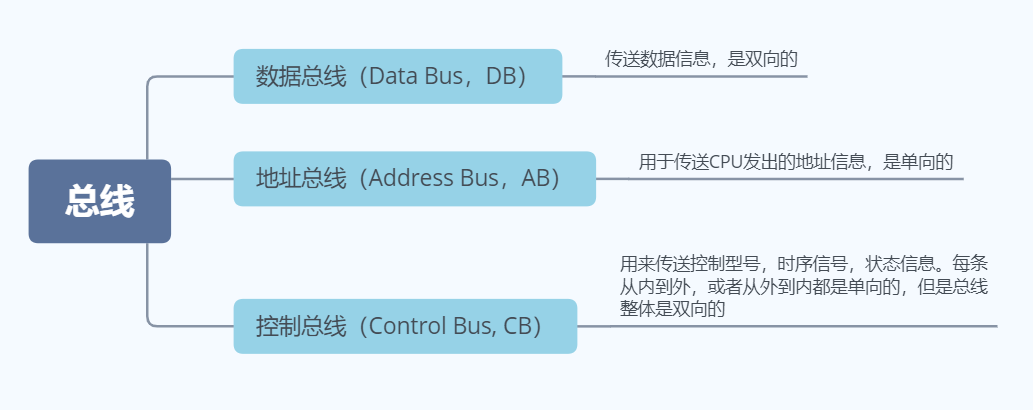 总线
数据总线（Data Bus，DB）
传送数据信息，是双向的
地址总线（Address Bus，AB）
用于传送CPU发出的地址信息，是单向的
控制总线（Control Bus, CB）
用来传送控制型号，时序信号，状态信息。每条
从内到外，或者从外到内都是单向的，但是总线
整体是双向的